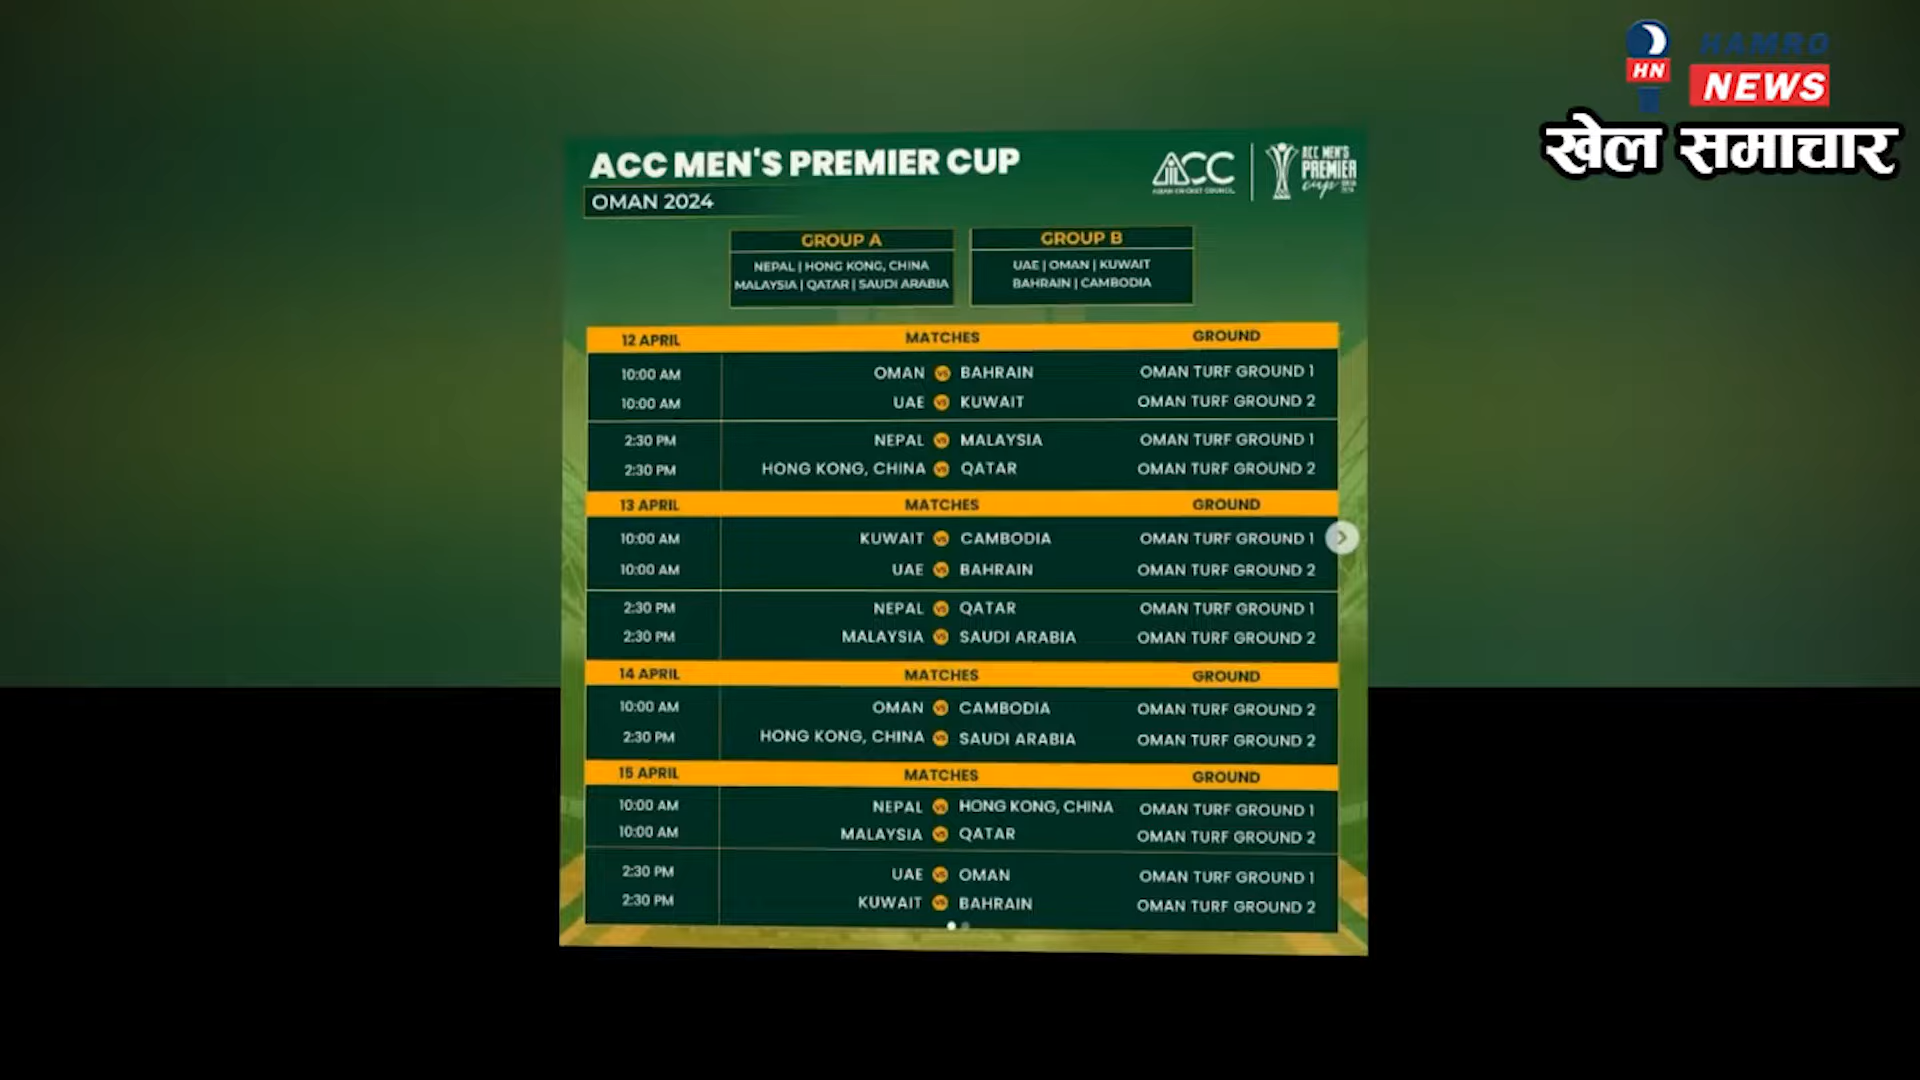 HAMRO
HN
NEWS
खेल समाचार
ACC MEN'S PREMIER CUP
OMAN 2024
ACC
ASIAN CRICKET COUNCIL
ACC MEN'S
PREMIER
cup
GROUP A
NEPAL | HONG KONG, CHINA
MALAYSIA | QATAR | SAUDI ARABIA
GROUP B
UAE | OMAN | KUWAIT
BAHRAIN | CAMBODIA
12 APRIL MATCHES GROUND
10:00 AM OMAN VS BAHRAIN OMAN TURF GROUND 1
10:00 AM UAE VS KUWAIT OMAN TURF GROUND 2
2:30 PM NEPAL VS MALAYSIA OMAN TURF GROUND 1
2:30 PM HONG KONG, CHINA VS QATAR OMAN TURF GROUND 2
13 APRIL MATCHES GROUND
10:00 AM KUWAIT VS CAMBODIA OMAN TURF GROUND 1
10:00 AM UAE VS BAHRAIN OMAN TURF GROUND 2
2:30 PM NEPAL VS QATAR OMAN TURF GROUND 1
2:30 PM MALAYSIA VS SAUDI ARABIA OMAN TURF GROUND 2
14 APRIL MATCHES GROUND
10:00 AM OMAN VS CAMBODIA OMAN TURF GROUND 2
2:30 PM HONG KONG, CHINA VS SAUDI ARABIA OMAN TURF GROUND 2
15 APRIL MATCHES GROUND
10:00 AM NEPAL VS HONG KONG, CHINA OMAN TURF GROUND 1
10:00 AM MALAYSIA VS QATAR OMAN TURF GROUND 2
2:30 PM UAE VS OMAN OMAN TURF GROUND 1
2:30 PM KUWAIT VS BAHRAIN OMAN TURF GROUND 2